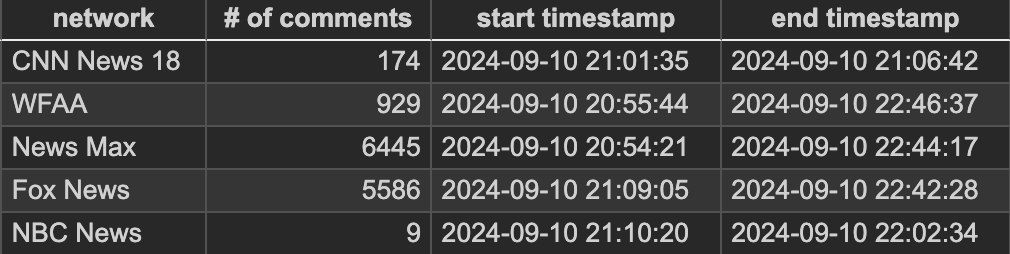 network # of comments start timestamp end timestamp
CNN News 18 174 2024-09-10 21:01:35 2024-09-10 21:06:42
WFAA 929 2024-09-10 20:55:44 2024-09-10 22:46:37
News Max 6445 2024-09-10 20:54:21 2024-09-10 22:44:17
Fox News 5586 2024-09-10 21:09:05 2024-09-10 22:42:28
NBC News 9 2024-09-10 21:10:20 2024-09-10 22:02:34